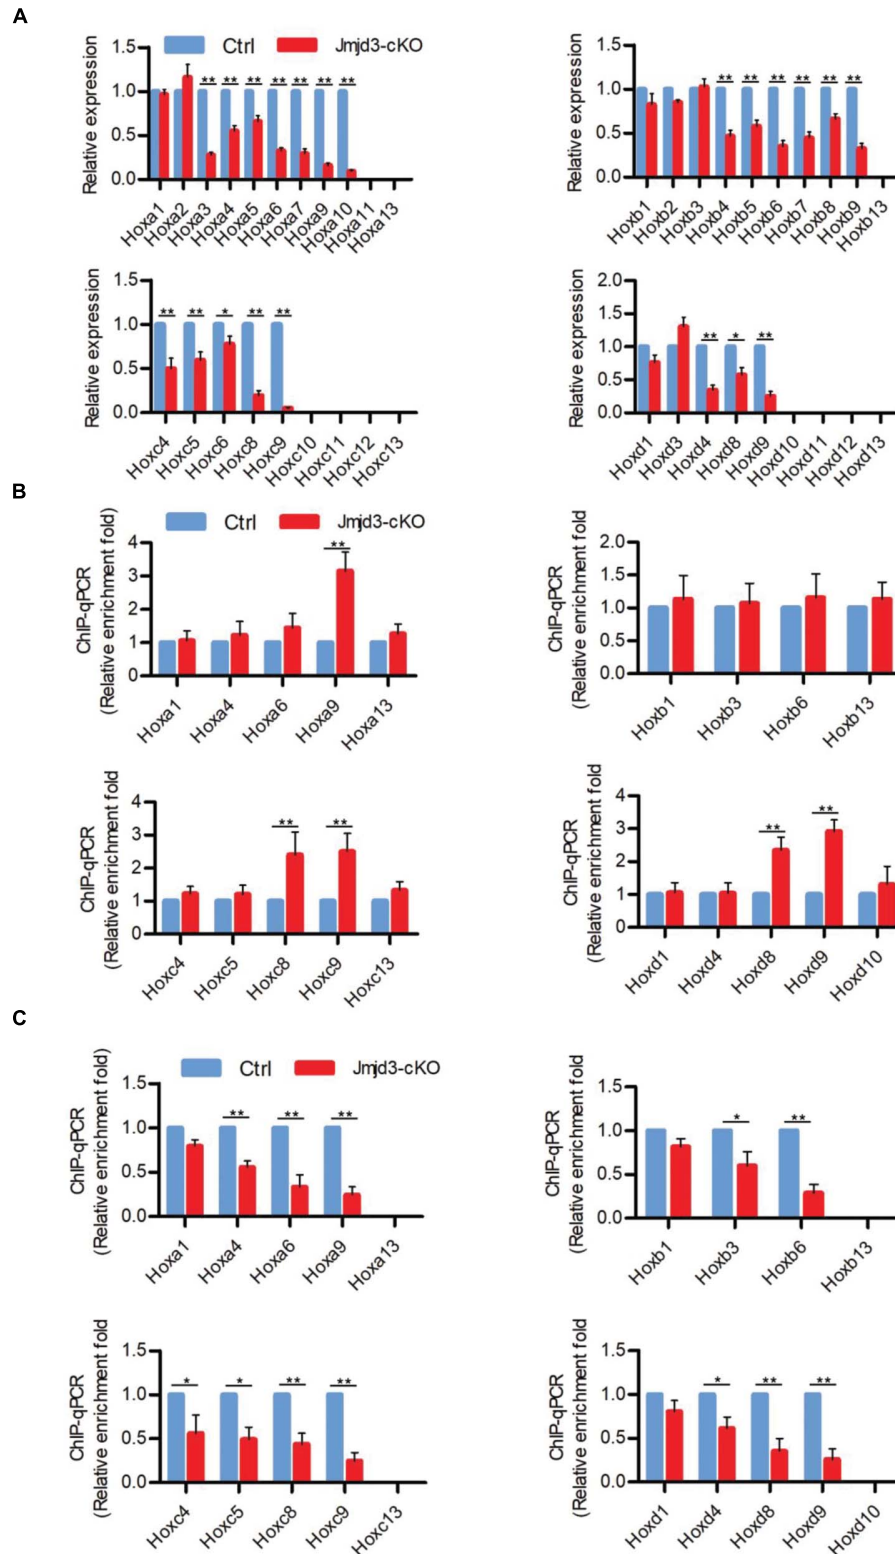 A
Ctrl Jmjd3-cKO
Relative expression
1.5
1.0
0.5
0.0
** ** ** ** ** ** **
Hoxa1 Hoxa2 Hoxa3 Hoxa4 Hoxa5 Hoxa6 Hoxa7 Hoxa9 Hoxa10 Hoxa11 Hoxa13
Relative expression
1.5
1.0
0.5
0.0
** ** ** ** ** **
Hoxb1 Hoxb2 Hoxb3 Hoxb4 Hoxb5 Hoxb6 Hoxb7 Hoxb8 Hoxb9 Hoxb13
Relative expression
1.5
1.0
0.5
0.0
** ** * ** **
Hoxc4 Hoxc5 Hoxc6 Hoxc8 Hoxc9 Hoxc10 Hoxc11 Hoxc12 Hoxc13
Relative expression
2.0
1.5
1.0
0.5
0.0
** * **
Hoxd1 Hoxd3 Hoxd4 Hoxd8 Hoxd9 Hoxd10 Hoxd11 Hoxd12 Hoxd13
B
Ctrl Jmjd3-cKO
ChIP-qPCR
(Relative enrichment fold)
4
3
2
1
0
**
Hoxa1 Hoxa4 Hoxa6 Hoxa9 Hoxa13
ChIP-qPCR
(Relative enrichment fold)
2.0
1.5
1.0
0.5
0.0
Hoxb1 Hoxb3 Hoxb6 Hoxb13
ChIP-qPCR
(Relative enrichment fold
4
3
2
1
0
** **
Hoxc4 Hoxc5 Hoxc8 Hoxc9 Hoxc13
ChIP-qPCR
(Relative enrichment fold
4
3
2
1
0
** **
Hoxd1 Hoxd4 Hoxd8 Hoxd9 Hoxd10
C
Ctrl Jmjd3-cKO
ChIP-qPCR
(Relative enrichment fold)
1.5
1.0
0.5
0.0
** ** **
Hoxa1 Hoxa4 Hoxa6 Hoxa9 Hoxa13
ChIP-qPCR
(Relative enrichment fold)
1.5
1.0
0.5
0.0
* **
Hoxb1 Hoxb3 Hoxb6 Hoxb13
ChIP-qPCR
(Relative enrichment fold
1.5
1.0
0.5
0.0
* * ** **
Hoxc4 Hoxc5 Hoxc8 Hoxc9 Hoxc13
ChIP-qPCR
(Relative enrichment fold
1.5
1.0
0.5
0.0
* ** **
Hoxd1 Hoxd4 Hoxd8 Hoxd9 Hoxd10